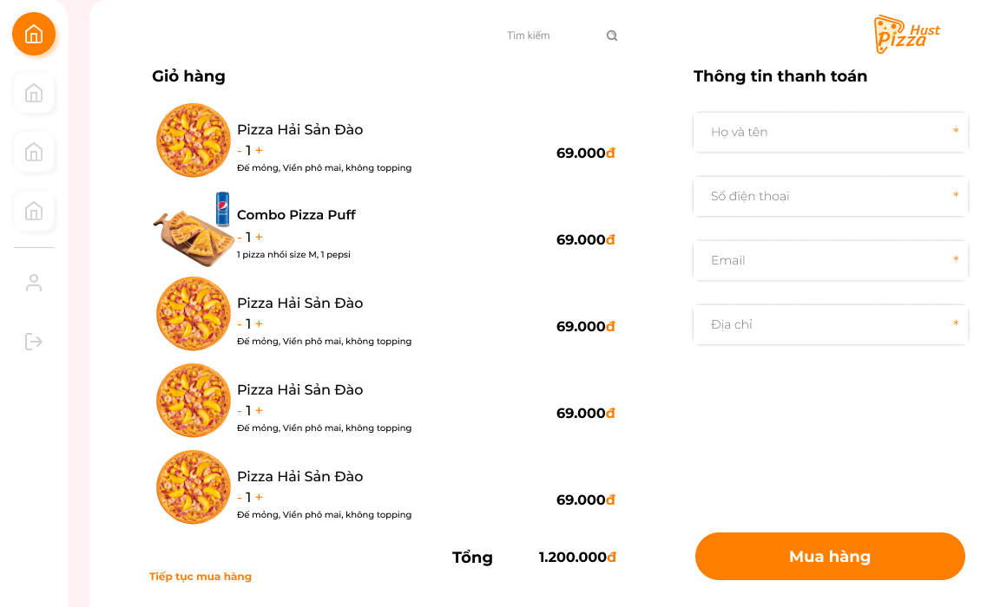 Tìm kiếm
Hust
Pizza
Giỏ hàng
Pizza Hải Sản Đào
- 1 +
Đế mỏng, Viền phô mai, không topping
69.000đ
Combo Pizza Puff
- 1 +
1 pizza nhồi size M, 1 pepsi
69.000đ
Pizza Hải Sản Đào
- 1 +
Đế mỏng, Viền phô mai, không topping
69.000đ
Pizza Hải Sản Đào
- 1 +
Đế mỏng, Viền phô mai, không topping
69.000đ
Pizza Hải Sản Đào
- 1 +
Đế mỏng, Viền phô mai, không topping
69.000đ
Tổng 1.200.000đ
Tiếp tục mua hàng
Thông tin thanh toán
Họ và tên *
Số điện thoại *
Email *
Địa chỉ *
Mua hàng